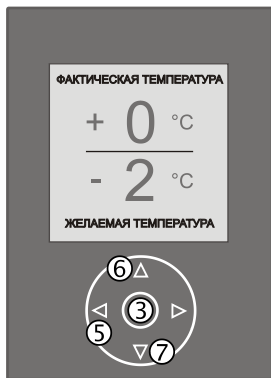 ФАКТИЧЕСКАЯ ТЕМПЕРАТУРА
+ 0 °C
- 2 °C
ЖЕЛАЕМАЯ ТЕМПЕРАТУРА
6
3
5
7